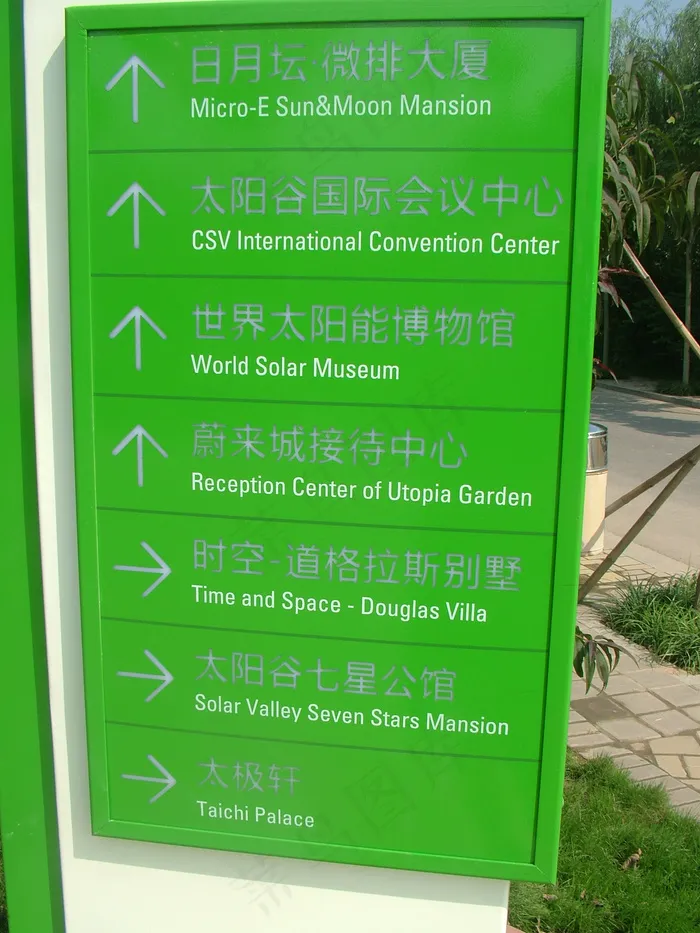 日月坛·微排大厦
Micro-E Sun&Moon Mansion
太阳谷国际会议中心
CSV International Convention Center
世界太阳能博物馆
World Solar Museum
蔚来城接待中心
Reception Center of Utopia Garden
时空-道格拉斯别墅
Time and Space - Douglas Villa
太阳谷七星公馆
Solar Valley Seven Stars Mansion
太极轩
Taichi Palace